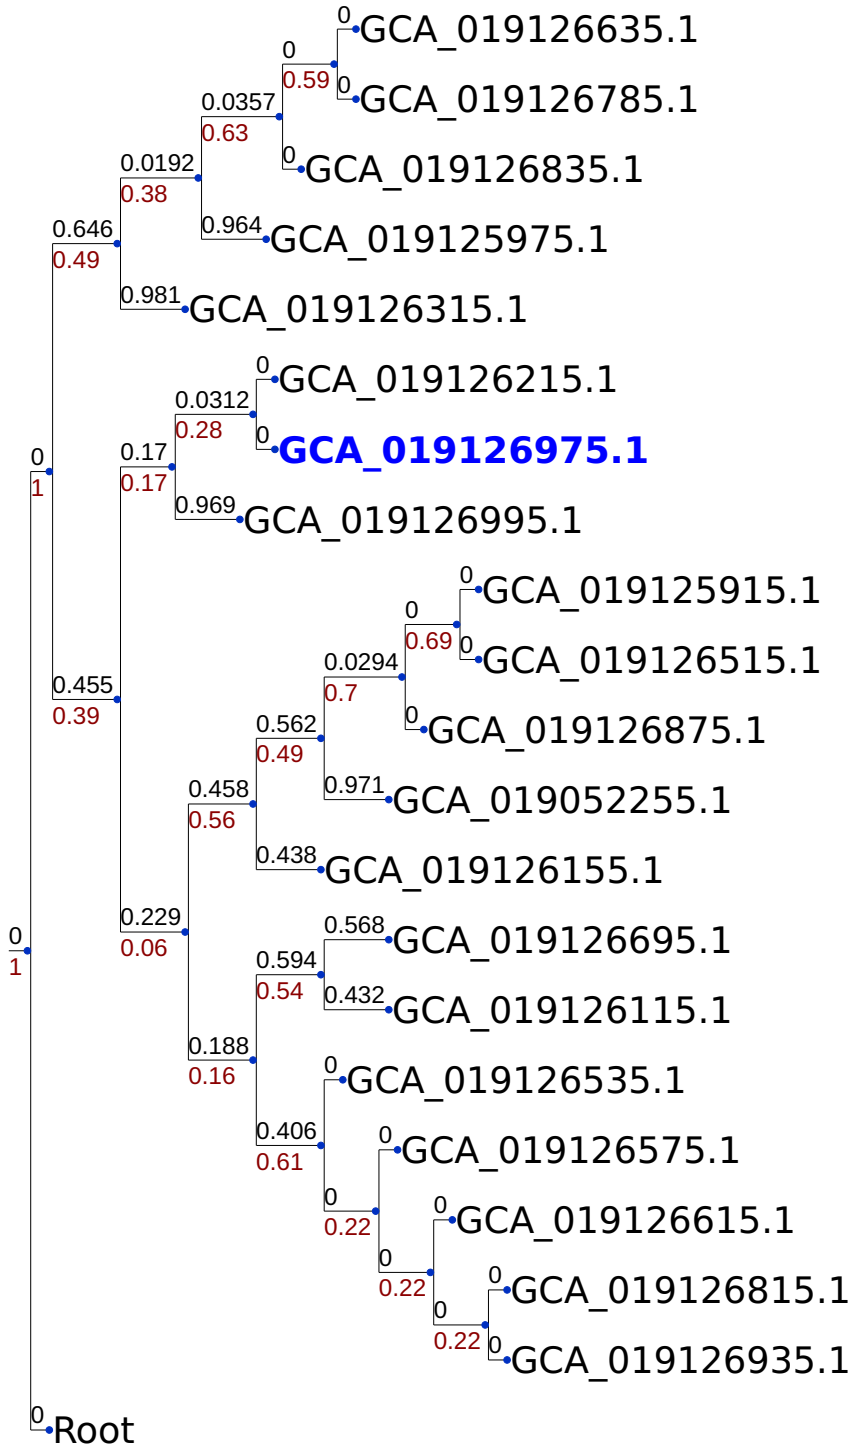 0
GCA_019126635.1
0
0.59
0
GCA_019126785.1
0.0357
0.63
0
GCA_019126835.1
0.0192
0.38
0.964
GCA_019125975.1
0.646
0.49
0.981
GCA_019126315.1
0
GCA_019126215.1
0.0312
0.28
0
GCA_019126975.1
0.17
0.17
0
1
0.969
GCA_019126995.1
0
GCA_019125915.1
0
0.69
0
GCA_019126515.1
0.0294
0.7
0
GCA_019126875.1
0.455
0.39
0.562
0.49
0.971
GCA_019052255.1
0.458
0.56
0.438
GCA_019126155.1
0.229
0.06
0.568
GCA_019126695.1
0
1
0.594
0.54
0.432
GCA_019126115.1
0.188
0.16
0
GCA_019126535.1
0.406
0.61
0
GCA_019126575.1
0
0.22
0
GCA_019126615.1
0
0.22
0
GCA_019126815.1
0
0.22
0
GCA_019126935.1
0
Root